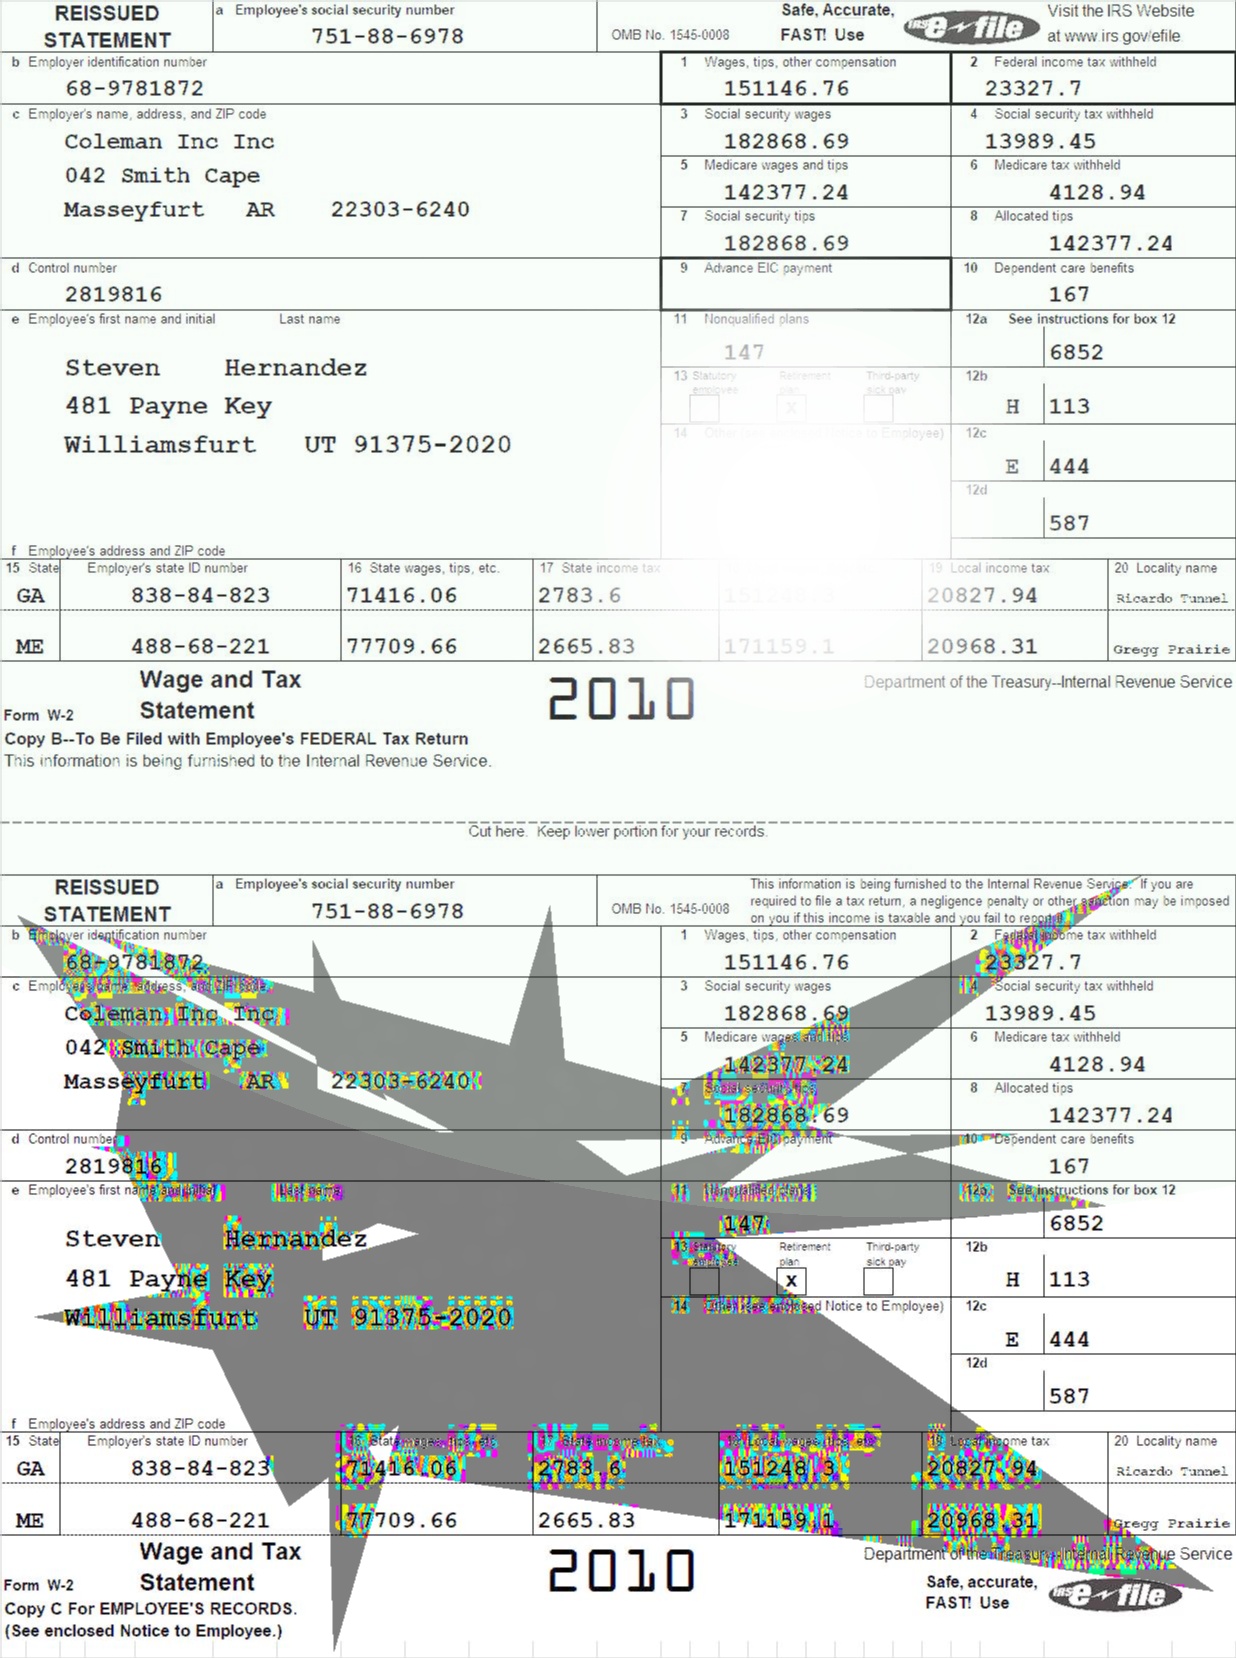 REISSUED STATEMENT
a Employee's social security number
751-88-6978
OMB No. 1545-0008
Safe, Accurate, FAST! Use
IRS e-file
Visit the IRS Website at www.irs.gov/efile.
b Employer identification number
68-9781872
1 Wages, tips, other compensation
151146.76
2 Federal income tax withheld
23327.7
c Employer's name, address, and ZIP code
Coleman Inc Inc
042 Smith Cape
Masseyfurt AR 22303-6240
3 Social security wages
182868.69
4 Social security tax withheld
13989.45
5 Medicare wages and tips
142377.24
6 Medicare tax withheld
4128.94
7 Social security tips
182868.69
8 Allocated tips
142377.24
d Control number
2819816
9 Advance EIC payment
10 Dependent care benefits
167
e Employee's first name and initial Last name
Steven Hernandez
481 Payne Key
Williamsfurt UT 91375-2020
11 Nonqualified plans
147
12a See instructions for box 12
6852
13 Statutory employee Retirement plan Third-party sick pay
X
12b
H 113
14 Other (see enclosed Notice to Employee)
12c
E 444
12d
587
f Employee's address and ZIP code
15 State Employer's state ID number 16 State wages, tips, etc. 17 State income tax 19 Local income tax 20 Locality name
GA 838-84-823 71416.06 2783.6 151248.3 20827.94 Ricardo Tunnel
ME 488-68-221 77709.66 2665.83 171159.1 20968.31 Gregg Prairie
Wage and Tax Statement
2010
Department of the Treasury--Internal Revenue Service
Form W-2
Copy B--To Be Filed with Employee's FEDERAL Tax Return
This information is being furnished to the Internal Revenue Service.
Cut here. Keep lower portion for your records.
REISSUED STATEMENT
a Employee's social security number
751-88-6978
OMB No. 1545-0008
This information is being furnished to the Internal Revenue Service. If you are
required to file a tax return, a negligence penalty or other sanction may be imposed
on you if this income is taxable and you fail to report it.
b Employer identification number
68-9781872
1 Wages, tips, other compensation
151146.76
2 Federal income tax withheld
23327.7
c Employer's name, address, and ZIP code
Coleman Inc Inc
042 Smith Cape
Masseyfurt AR 22303-6240
3 Social security wages
182868.69
4 Social security tax withheld
13989.45
5 Medicare wages and tips
142377.24
6 Medicare tax withheld
4128.94
7 Social security tips
182868.69
8 Allocated tips
142377.24
d Control number
2819816
9 Advance EIC payment
10 Dependent care benefits
167
e Employee's first name and initial Last name
Steven Hernandez
481 Payne Key
Williamsfurt UT 91375-2020
11 Nonqualified plans
147
12a See instructions for box 12
6852
13 Statutory employee Retirement plan Third-party sick pay
X
12b
H 113
14 Other (see enclosed Notice to Employee)
12c
E 444
12d
587
f Employee's address and ZIP code
15 State Employer's state ID number 16 State wages, tips, etc. 17 State income tax 18 Local wages, tips, etc. 19 Local income tax 20 Locality name
GA 838-84-823 71416.06 2783.6 151248.3 20827.94 Ricardo Tunnel
ME 488-68-221 77709.66 2665.83 171159.1 20968.31 Gregg Prairie
Wage and Tax Statement
2010
Department of the Treasury--Internal Revenue Service
Form W-2
Safe, accurate, FAST! Use
IRS e-file
Copy C For EMPLOYEE'S RECORDS.
(See enclosed Notice to Employee.)